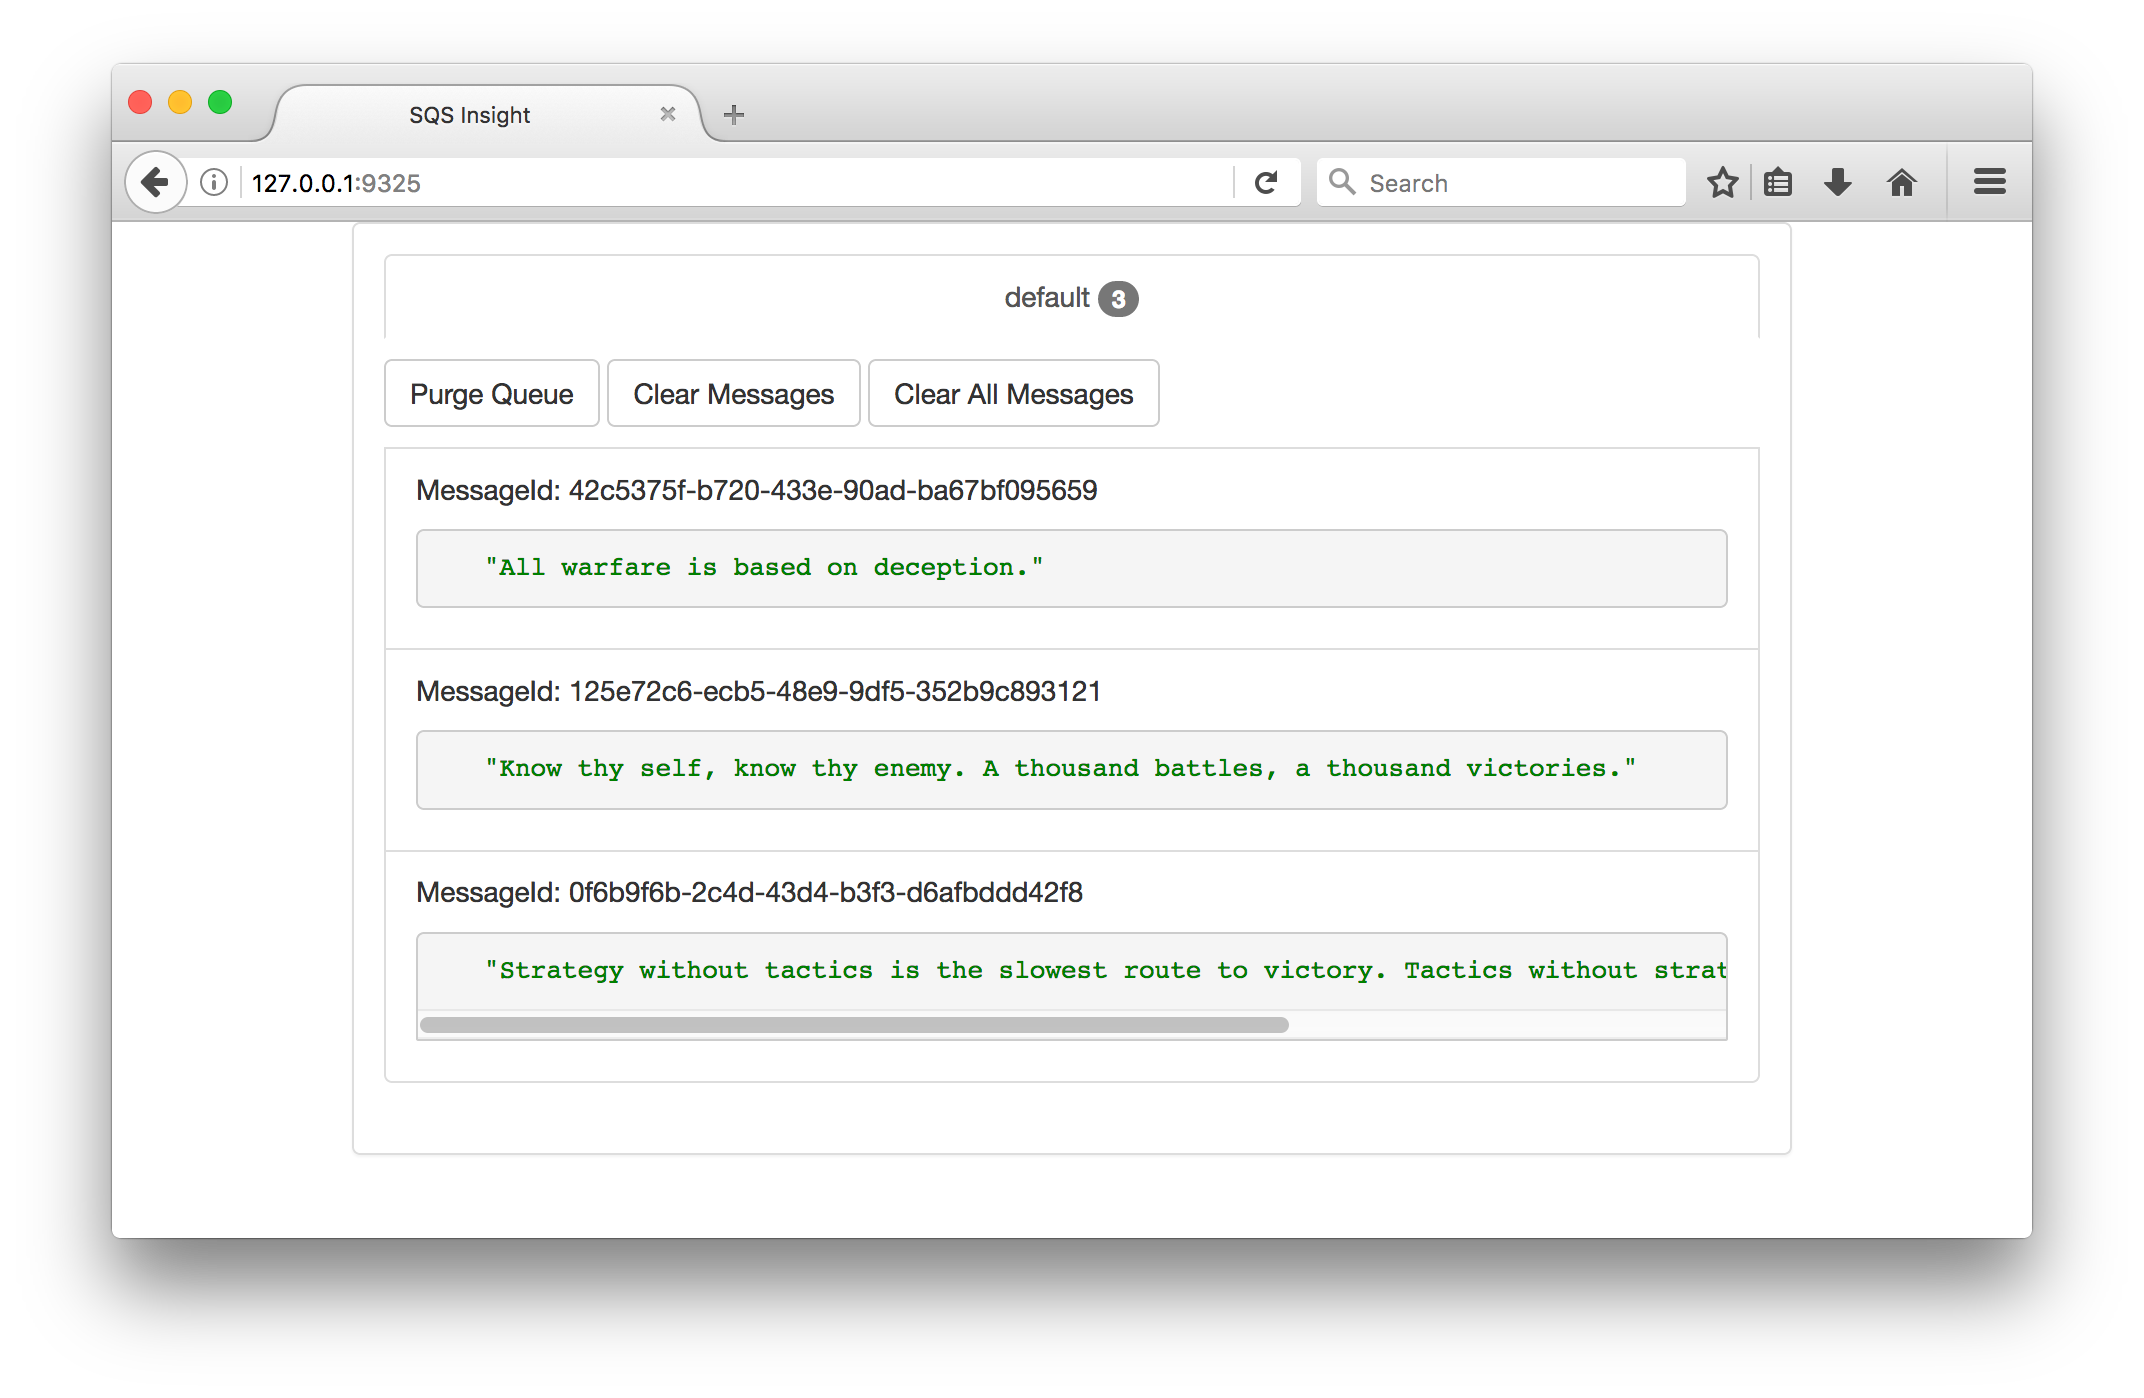 SQS Insight
127.0.0.1:9325
Search
default 3
Purge Queue Clear Messages Clear All Messages
MessageId: 42c5375f-b720-433e-90ad-ba67bf095659
"All warfare is based on deception."
MessageId: 125e72c6-ecb5-48e9-9df5-352b9c893121
"Know thy self, know thy enemy. A thousand battles, a thousand victories."
MessageId: 0f6b9f6b-2c4d-43d4-b3f3-d6afbddd42f8
"Strategy without tactics is the slowest route to victory. Tactics without strat